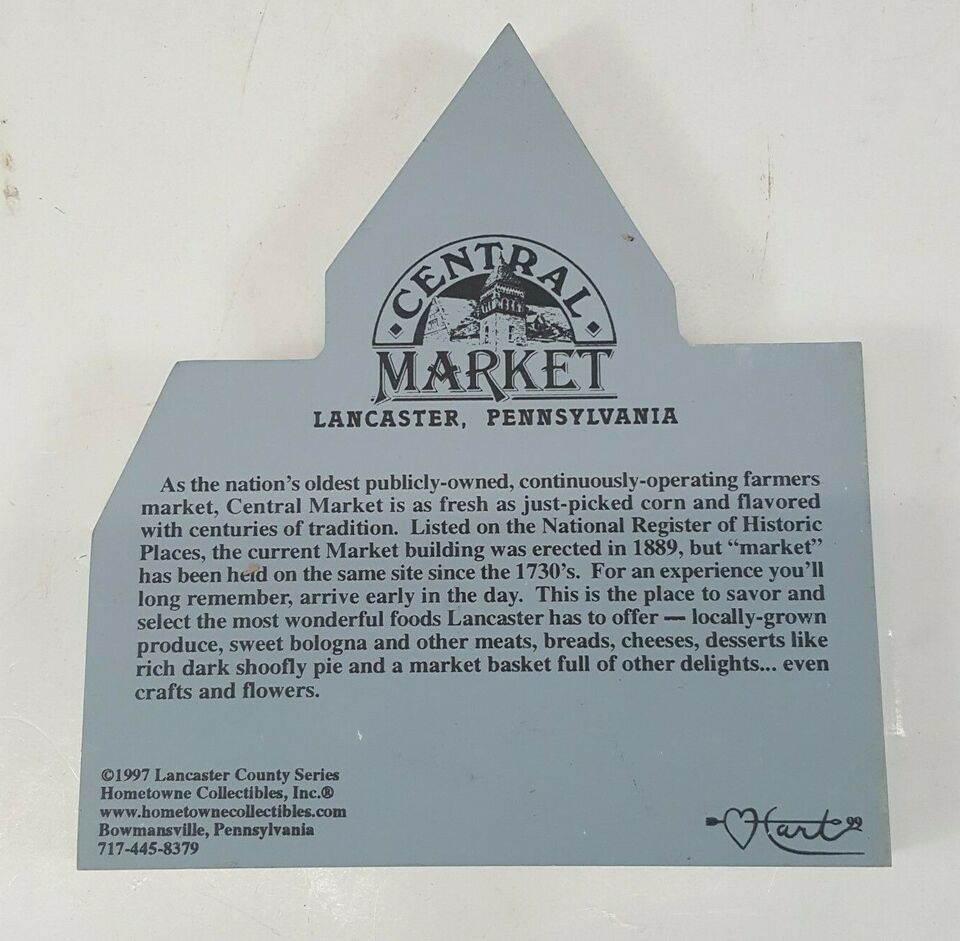 CENTRAL
MARKET
LANCASTER, PENNSYLVANIA
As the nation's oldest publicly-owned, continuously-operating farmers
market, Central Market is as fresh as just-picked corn and flavored
with centuries of tradition. Listed on the National Register of Historic
Places, the current Market building was erected in 1889, but “market”
has been held on the same site since the 1730's. For an experience you'll
long remember, arrive early in the day. This is the place to savor and
select the most wonderful foods Lancaster has to offer — locally-grown
produce, sweet bologna and other meats, breads, cheeses, desserts like
rich dark shoofly pie and a market basket full of other delights... even
crafts and flowers.
©1997 Lancaster County Series
Hometowne Collectibles, Inc.®
www.hometownecollectibles.com
Bowmansville, Pennsylvania
717-445-8379
Hart 99